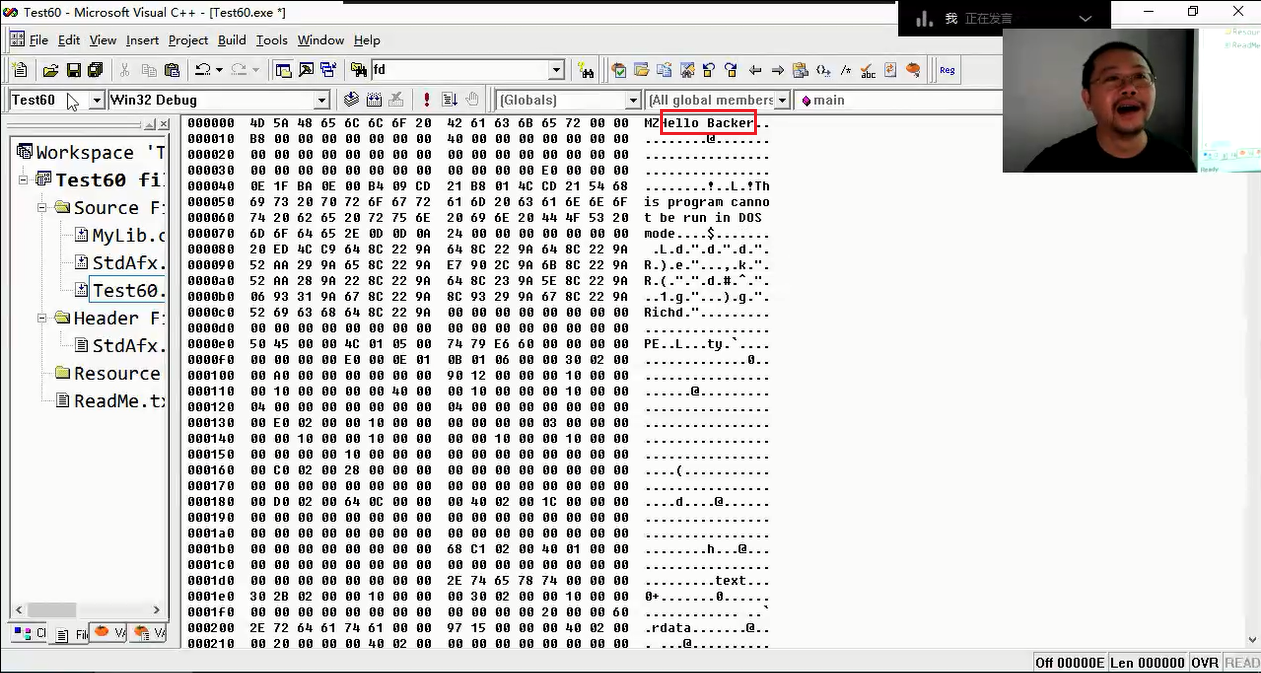 Test60 - Microsoft Visual C++ - [Test60.exe *]
我 正在发言
File Edit View Insert Project Build Tools Window Help
fd
Reg
Test60 Win32 Debug [Globals] [All global members main
Workspace 'T
Test60 fi
Source F
MyLib.c
StdAfx.
Test60.
Header F
StdAfx.
Resource
ReadMe.tx
000000 4D 5A 48 65 6C 6C 6F 20 42 61 63 6B 65 72 00 00 MZHello Backer..
000010 B8 00 00 00 00 00 00 00 40 00 00 00 00 00 00 00 ........@.......
000020 00 00 00 00 00 00 00 00 00 00 00 00 00 00 00 00 ................
000030 00 00 00 00 00 00 00 00 00 00 00 00 E0 00 00 00 ................
000040 0E 1F BA 0E 00 B4 09 CD 21 B8 01 4C CD 21 54 68 ........!..L.!Th
000050 69 73 20 70 72 6F 67 72 61 6D 20 63 61 6E 6E 6F is program canno
000060 74 20 62 65 20 72 75 6E 20 69 6E 20 44 4F 53 20 t be run in DOS
000070 6D 6F 64 65 2E 0D 0D 0A 24 00 00 00 00 00 00 00 mode....$.......
000080 20 ED 4C C9 64 8C 22 9A 64 8C 22 9A 64 8C 22 9A .L.d.".d.".d.".
000090 52 AA 29 9A 65 8C 22 9A E7 90 2C 9A 6B 8C 22 9A R.).e."...,.k.".
0000a0 52 AA 28 9A 22 8C 22 9A 64 8C 23 9A 5E 8C 22 9A R.(.".".d.#.^.".
0000b0 06 93 31 9A 67 8C 22 9A 8C 93 29 9A 67 8C 22 9A ..1.g."...).g.".
0000c0 52 69 63 68 64 8C 22 9A 00 00 00 00 00 00 00 00 Richd.".........
0000d0 00 00 00 00 00 00 00 00 00 00 00 00 00 00 00 00 ................
0000e0 50 45 00 00 4C 01 05 00 74 79 E6 60 00 00 00 00 PE..L...ty.`....
0000f0 00 00 00 00 E0 00 0E 01 0B 01 06 00 00 30 02 00 .............0..
000100 00 A0 00 00 00 00 00 00 90 12 00 00 00 10 00 00 ................
000110 00 10 00 00 00 00 40 00 00 10 00 00 00 10 00 00 ......@.........
000120 04 00 00 00 00 00 00 00 04 00 00 00 00 00 00 00 ................
000130 00 E0 02 00 00 10 00 00 00 00 00 00 03 00 00 00 ................
000140 00 00 10 00 00 10 00 00 00 00 10 00 00 10 00 00 ................
000150 00 00 00 00 10 00 00 00 00 00 00 00 00 00 00 00 ................
000160 00 C0 02 00 28 00 00 00 00 00 00 00 00 00 00 00 ....(...........
000170 00 00 00 00 00 00 00 00 00 00 00 00 00 00 00 00 ................
000180 00 D0 02 00 64 0C 00 00 00 40 02 00 1C 00 00 00 ....d....@......
000190 00 00 00 00 00 00 00 00 00 00 00 00 00 00 00 00 ................
0001a0 00 00 00 00 00 00 00 00 00 00 00 00 00 00 00 00 ................
0001b0 00 00 00 00 00 00 00 00 68 C1 02 00 40 01 00 00 ........h...@...
0001c0 00 00 00 00 00 00 00 00 00 00 00 00 00 00 00 00 ................
0001d0 00 00 00 00 00 00 00 00 2E 74 65 78 74 00 00 00 .........text...
0001e0 30 2B 02 00 00 10 00 00 00 30 02 00 00 10 00 00 0+.......0......
0001f0 00 00 00 00 00 00 00 00 00 00 00 00 20 00 00 60 ............ ..`
000200 2E 72 64 61 74 61 00 00 97 15 00 00 00 40 02 00 .rdata.......@..
000210 00 20 00 00 00 40 02 00 00 00 00 00 00 00 00 00 . ...@..........
Off 00000E Len 000000 OVR READ